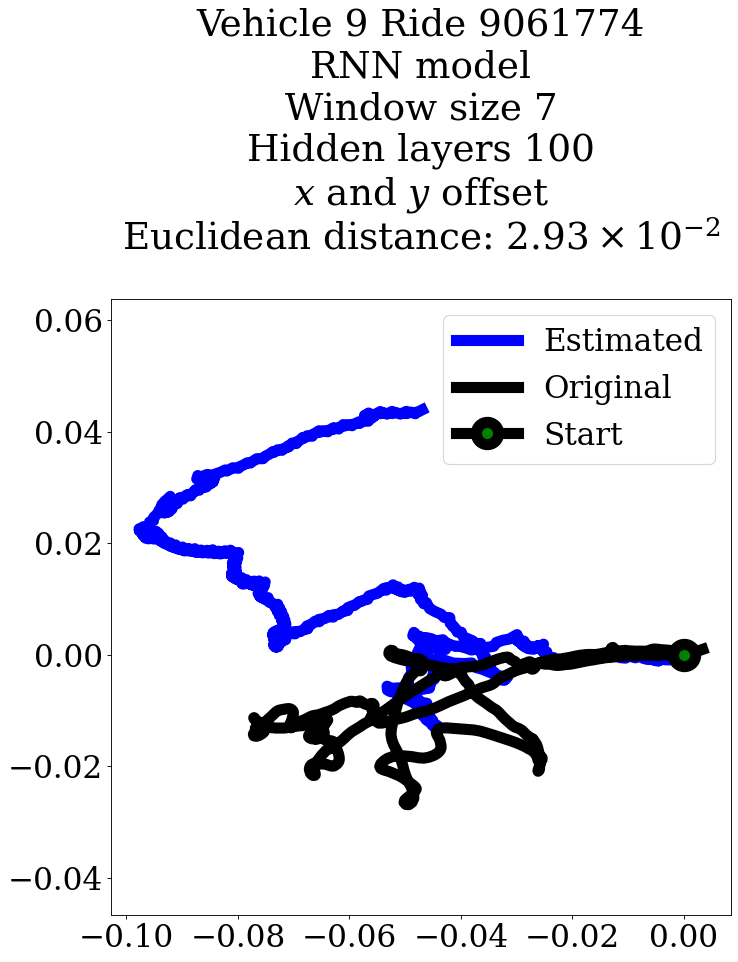 Vehicle 9 Ride 9061774
RNN model
Window size 7
Hidden layers 100
x and y offset
Euclidean distance: 2.93 × 10⁻²
Estimated
Original
Start
0.06
0.04
0.02
0.00
−0.02
−0.04
−0.10 −0.08 −0.06 −0.04 −0.02 0.00